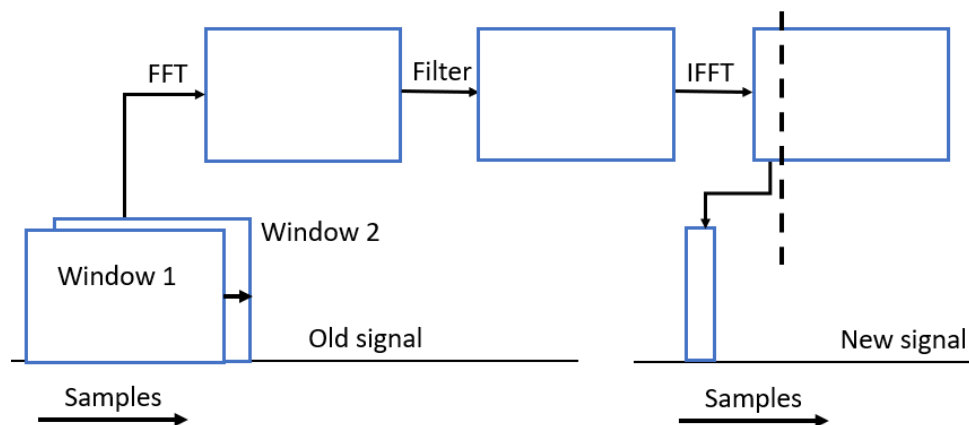 FFT
Filter
IFFT
Window 2
Window 1
Old signal
New signal
Samples
Samples